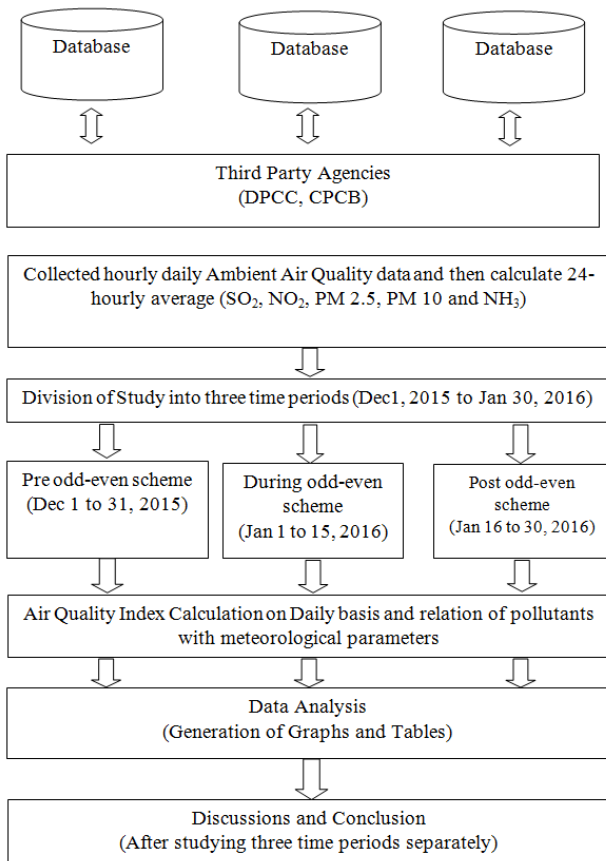 Database
Database
Database
Third Party Agencies
(DPCC, CPCB)
Collected hourly daily Ambient Air Quality data and then calculate 24-
hourly average (SO₂, NO₂, PM 2.5, PM 10 and NH₃)
Division of Study into three time periods (Dec1, 2015 to Jan 30, 2016)
Pre odd-even scheme
(Dec 1 to 31, 2015)
During odd-even
scheme
(Jan 1 to 15, 2016)
Post odd-even
scheme
(Jan 16 to 30, 2016)
Air Quality Index Calculation on Daily basis and relation of pollutants
with meteorological parameters
Data Analysis
(Generation of Graphs and Tables)
Discussions and Conclusion
(After studying three time periods separately)